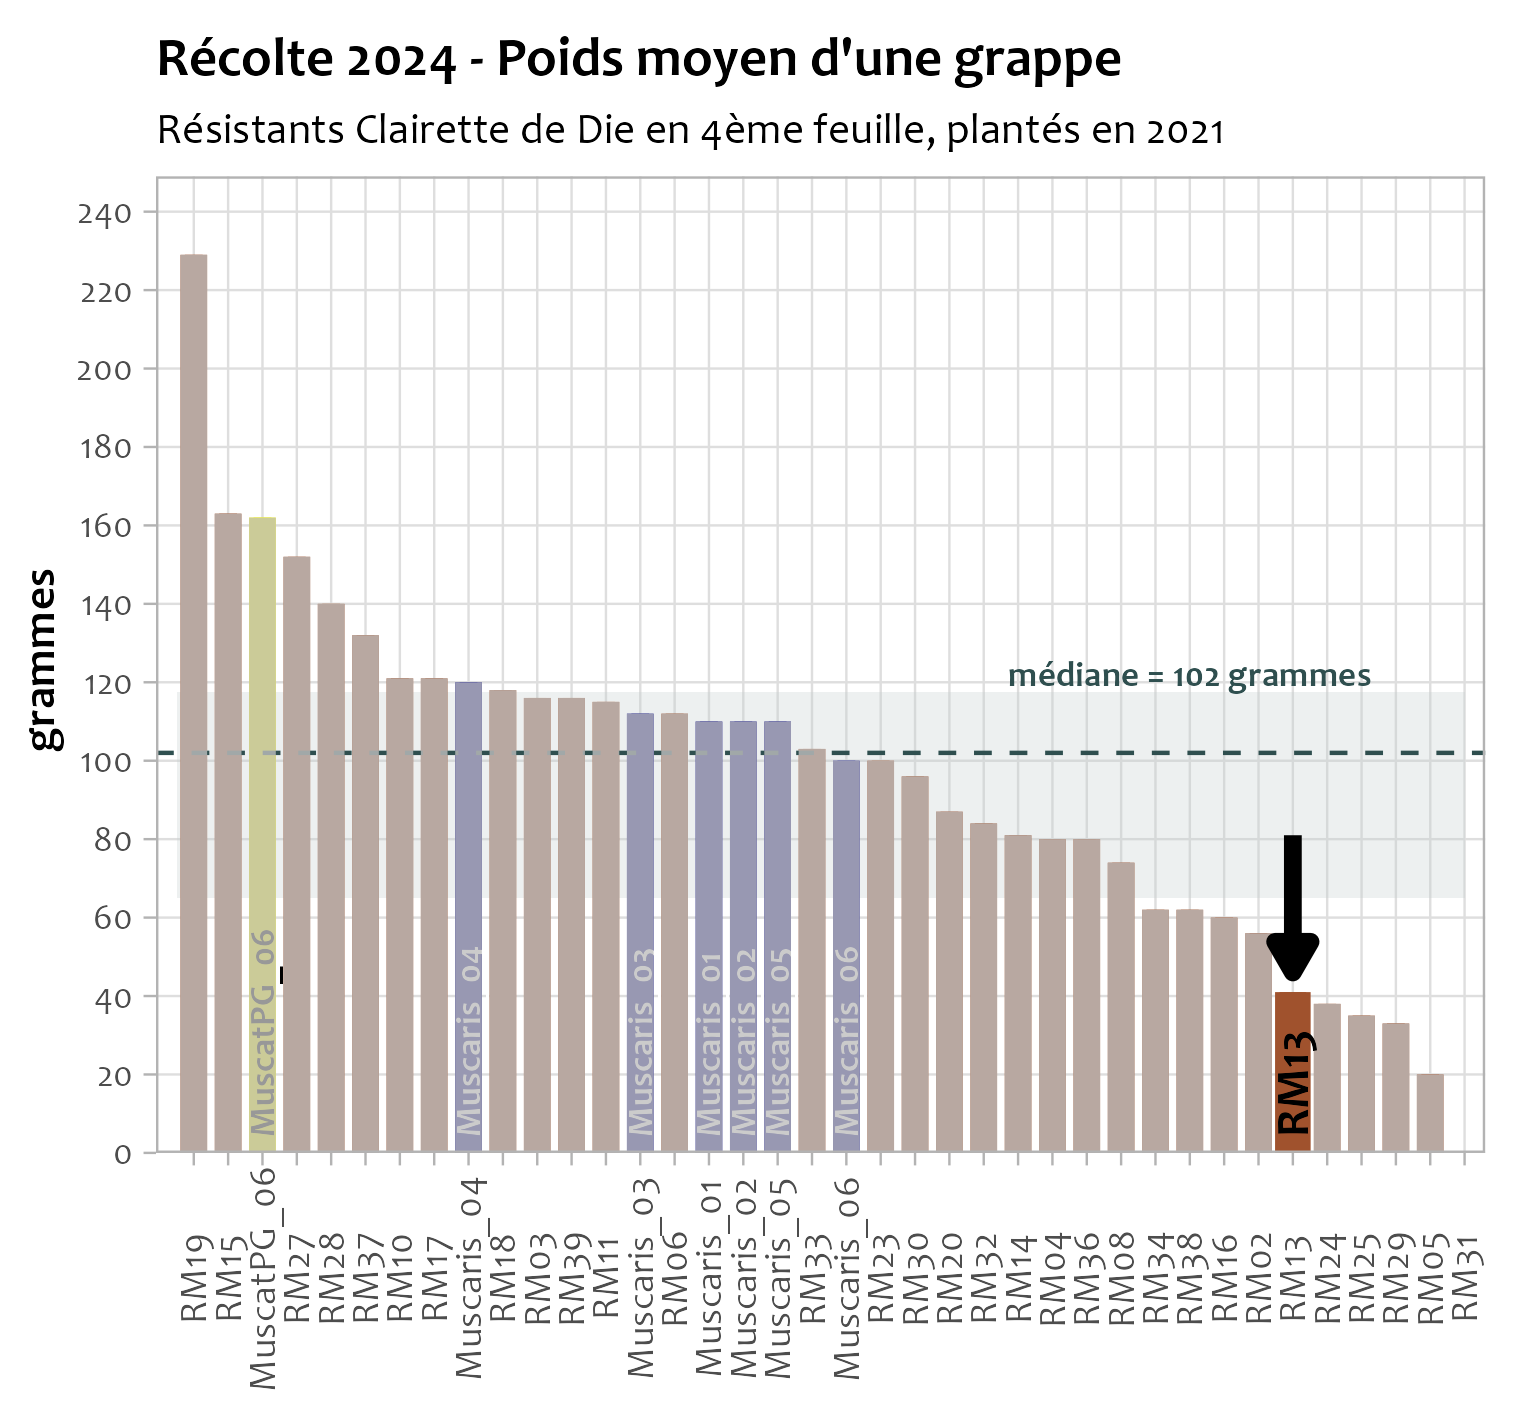 Récolte 2024 - Poids moyen d'une grappe
Résistants Clairette de Die en 4ème feuille, plantés en 2021
grammes
240
220
200
180
160
140
120
100
80
60
40
20
0
médiane = 102 grammes
MuscatPG_06
Muscaris_04
Muscaris_03
Muscaris_01
Muscaris_02
Muscaris_05
Muscaris_06
RM13
RM19
RM15
MuscatPG_06
RM27
RM28
RM37
RM10
RM17
Muscaris_04
RM18
RM03
RM39
RM11
Muscaris_03
RM06
Muscaris_01
Muscaris_02
Muscaris_05
RM33
Muscaris_06
RM23
RM30
RM20
RM32
RM14
RM04
RM36
RM08
RM34
RM38
RM16
RM02
RM13
RM24
RM25
RM29
RM05
RM31